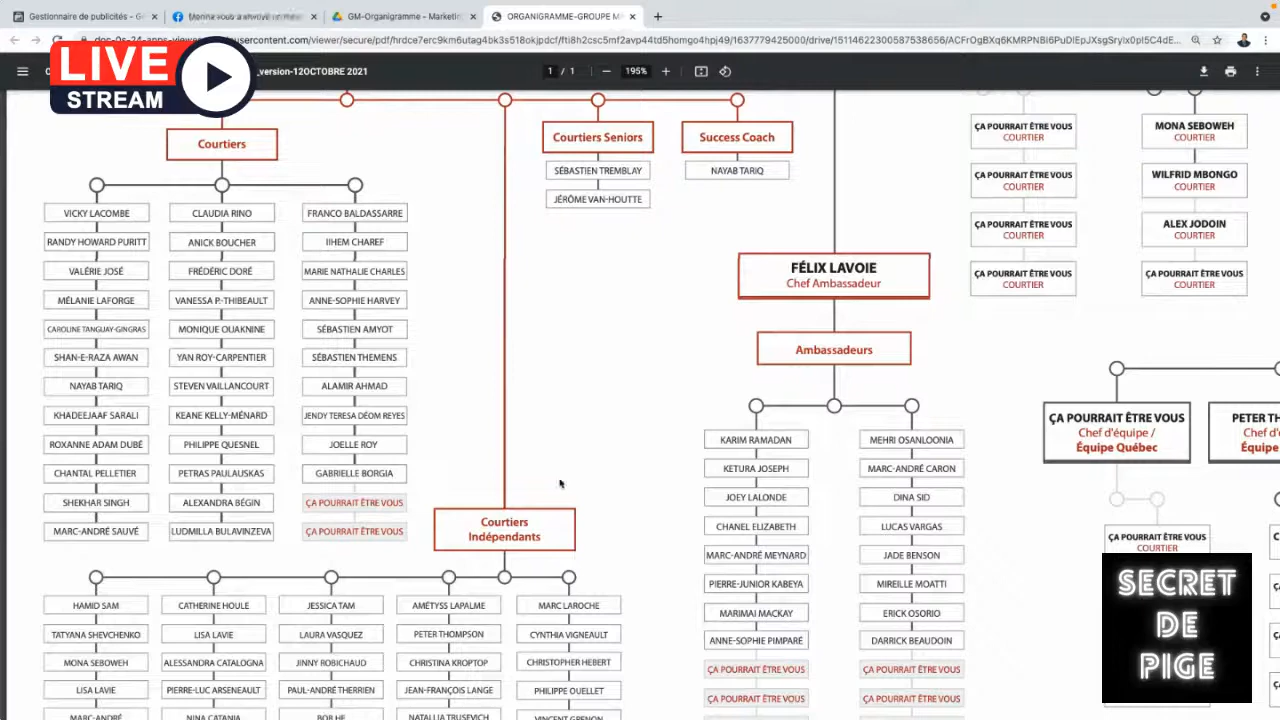 Gestionnaire de publicités - G
GM-Organigramme - Marketin
ORGANIGRAMME-GROUPE M
195%
1 / 1
_version-12OCTOBRE 2021
LIVE
STREAM
Courtiers
Courtiers Seniors
SÉBASTIEN TREMBLAY
JÉRÔME VAN-HOUTTE
Success Coach
NAYAB TARIQ
VICKY LACOMBE
RANDY HOWARD PURITT
VALÉRIE JOSÉ
MÉLANIE LAFORGE
CAROLINE TANGUAY-GINGRAS
SHAN-E-RAZA AWAN
NAYAB TARIQ
KHADEEJAAF SARALI
ROXANNE ADAM DUBÉ
CHANTAL PELLETIER
SHEKHAR SINGH
MARC-ANDRÉ SAUVÉ
CLAUDIA RINO
ANICK BOUCHER
FRÉDÉRIC DORÉ
VANESSA P.-THIBEAULT
MONIQUE OUAKNINE
YAN ROY-CARPENTIER
STEVEN VAILLANCOURT
KEANE KELLY-MÉNARD
PHILIPPE QUESNEL
PETRAS PAULAUSKAS
ALEXANDRA BÉGIN
LUDMILLA BULAVINZEVA
FRANCO BALDASSARRE
IIHEM CHAREF
MARIE NATHALIE CHARLES
ANNE-SOPHIE HARVEY
SÉBASTIEN AMYOT
SÉBASTIEN THEMENS
ALAMIR AHMAD
JENDY TERESA DÉOM REYES
JOELLE ROY
GABRIELLE BORGIA
ÇA POURRAIT ÊTRE VOUS
ÇA POURRAIT ÊTRE VOUS
Courtiers
Indépendants
HAMID SAM
TATYANA SHEVCHENKO
MONA SEBOWEH
LISA LAVIE
MARC-ANDRÉ
CATHERINE HOULE
LISA LAVIE
ALESSANDRA CATALOGNA
PIERRE-LUC ARSENEAULT
NINA CATANIA
JESSICA TAM
LAURA VASQUEZ
JINNY ROBICHAUD
PAUL-ANDRÉ THERRIEN
BOB HE
AMÉTYSS LAPALME
PETER THOMPSON
CHRISTINA KROPTOP
JEAN-FRANÇOIS LANGE
NATALLIA TRUSEVICH
MARC LAROCHE
CYNTHIA VIGNEAULT
CHRISTOPHER HEBERT
PHILIPPE OUELLET
VINCENT GRENON
FÉLIX LAVOIE
Chef Ambassadeur
Ambassadeurs
KARIM RAMADAN
KETURA JOSEPH
JOEY LALONDE
CHANEL ELIZABETH
MARC-ANDRÉ MEYNARD
PIERRE-JUNIOR KABEYA
MARIMAI MACKAY
ANNE-SOPHIE PIMPARÉ
ÇA POURRAIT ÊTRE VOUS
ÇA POURRAIT ÊTRE VOUS
MEHRI OSANLOONIA
MARC-ANDRÉ CARON
DINA SID
LUCAS VARGAS
JADE BENSON
MIREILLE MOATTI
ERICK OSORIO
DARRICK BEAUDOIN
ÇA POURRAIT ÊTRE VOUS
ÇA POURRAIT ÊTRE VOUS
ÇA POURRAIT ÊTRE VOUS
COURTIER
ÇA POURRAIT ÊTRE VOUS
COURTIER
ÇA POURRAIT ÊTRE VOUS
COURTIER
ÇA POURRAIT ÊTRE VOUS
COURTIER
MONA SEBOWEH
COURTIER
WILFRID MBONGO
COURTIER
ALEX JODOIN
COURTIER
ÇA POURRAIT ÊTRE VOUS
COURTIER
ÇA POURRAIT ÊTRE VOUS
Chef d'équipe /
Équipe Québec
PETER TH
Chef d'é
Équipe
ÇA POURRAIT ÊTRE VOUS
COURTIER
SECRET
DE
PIGE